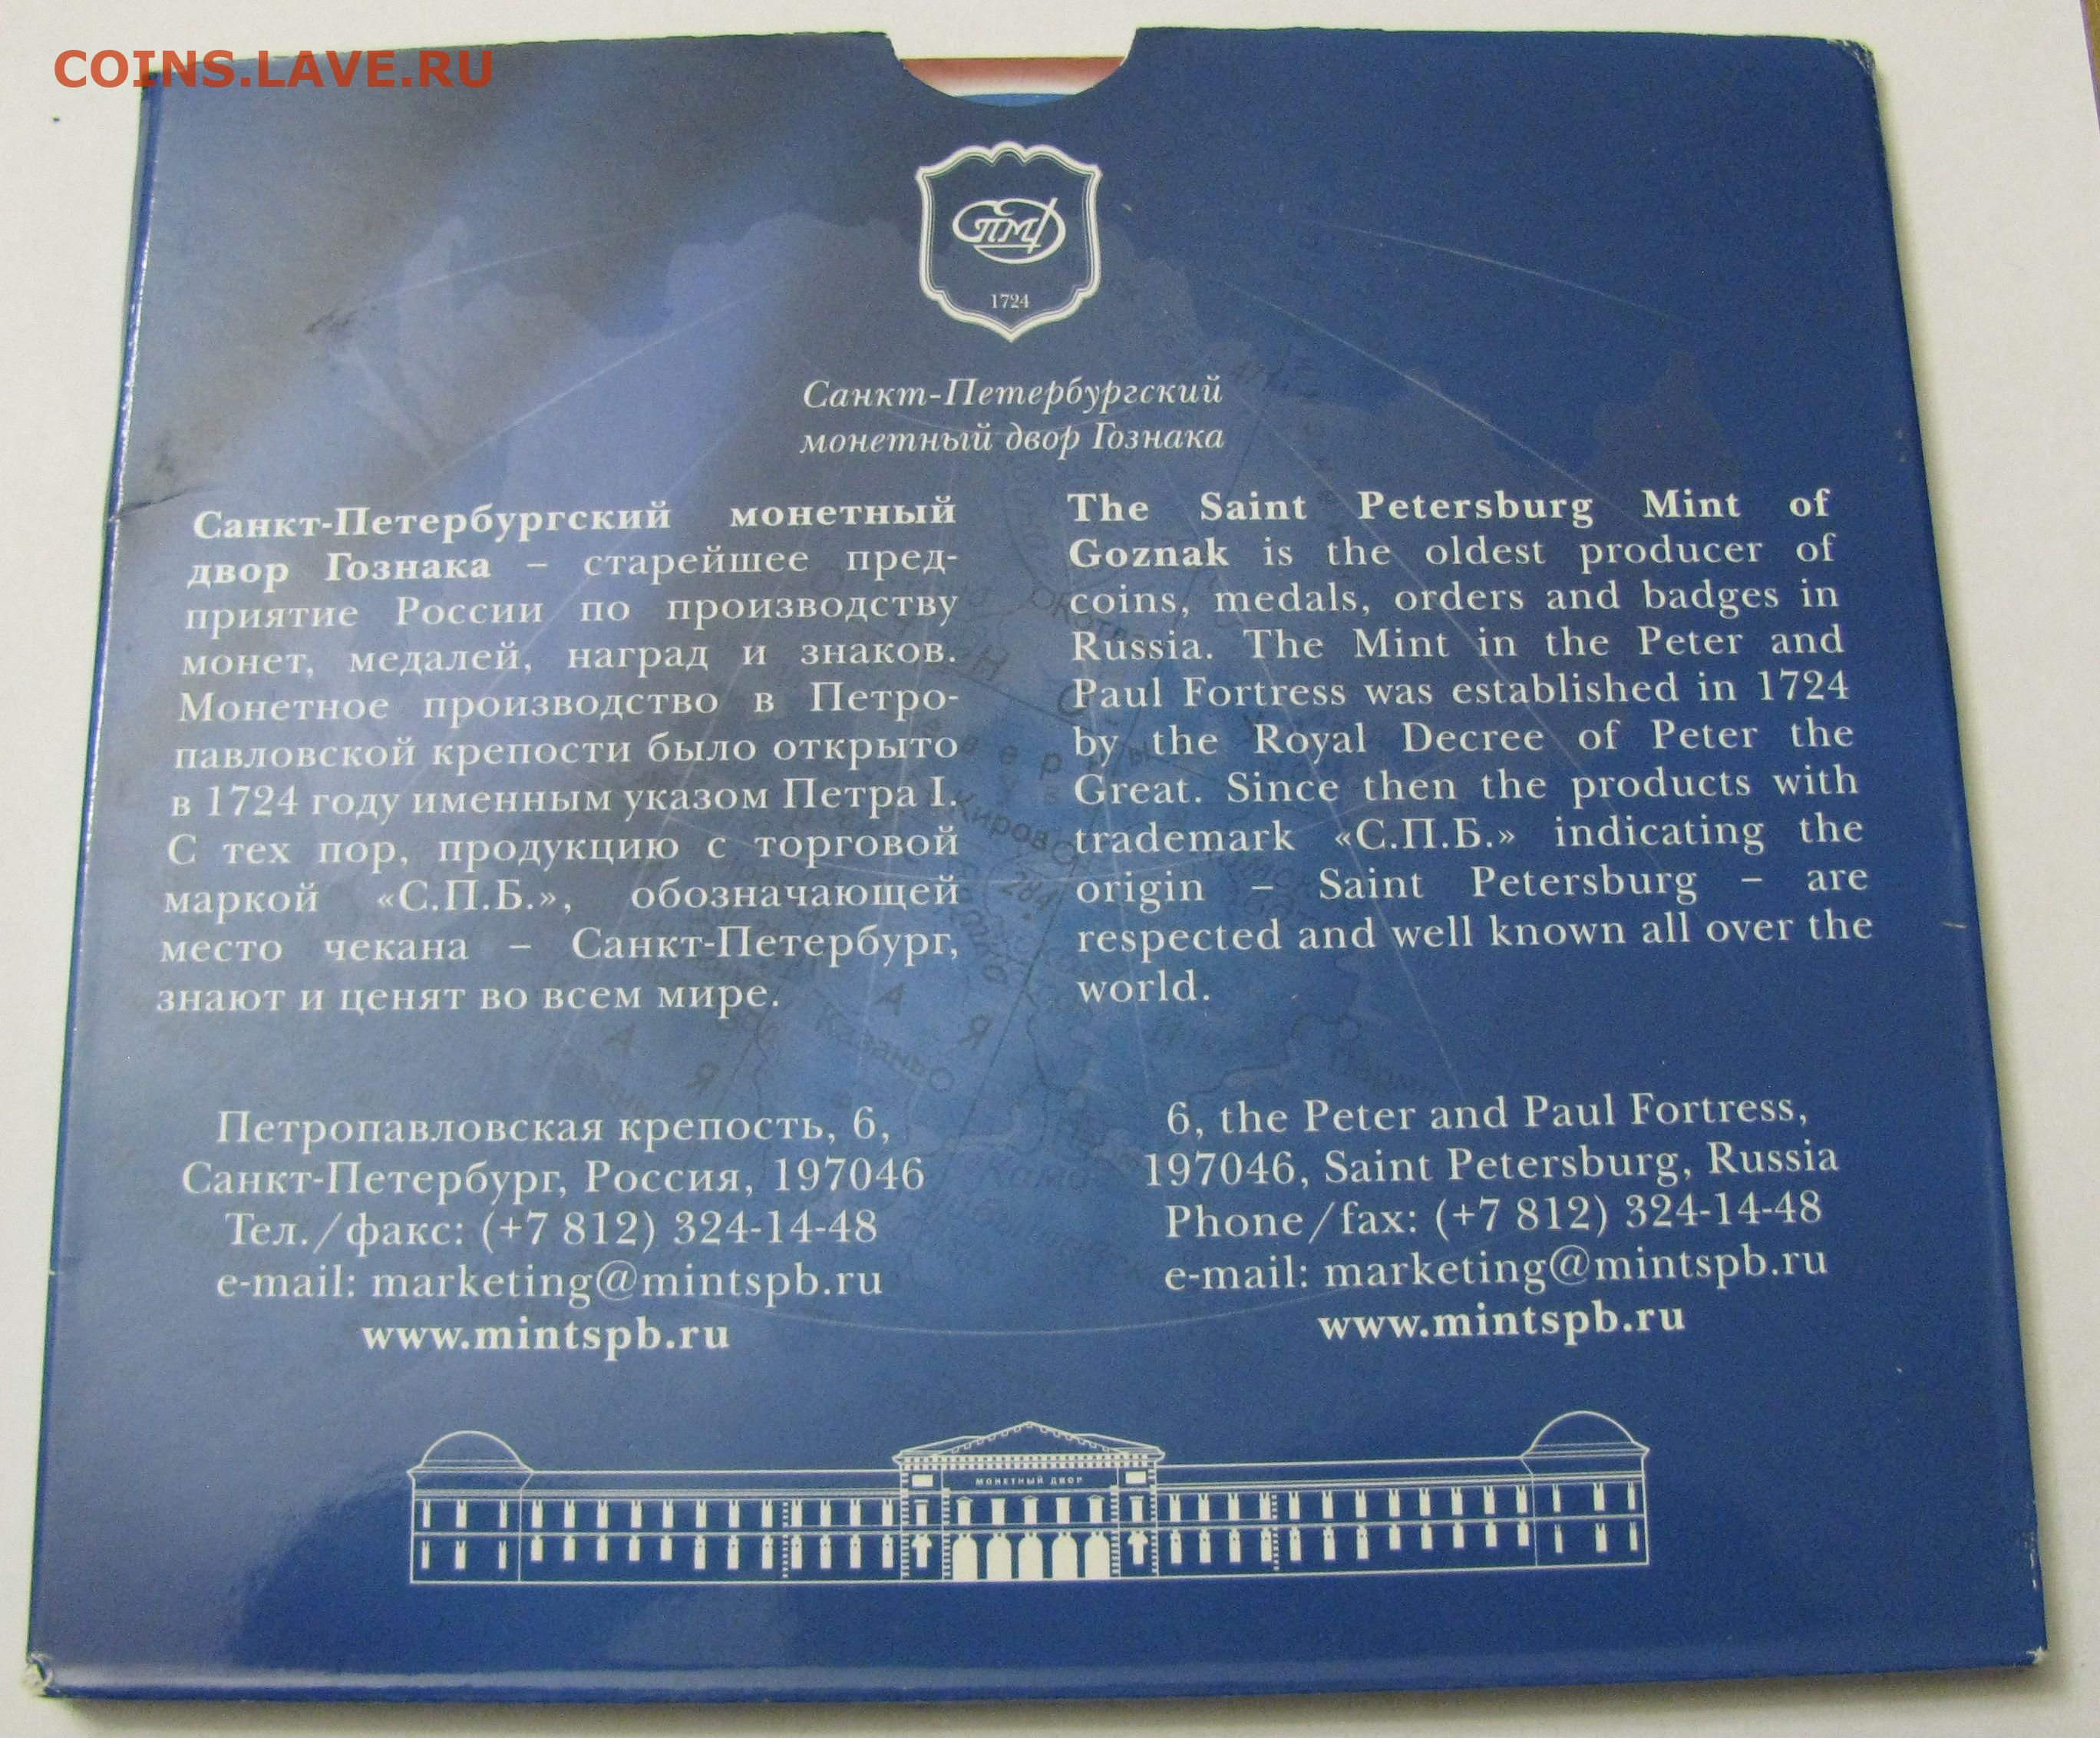 COINS.LAVE.RU
СПМД
1724
Санкт-Петербургский
монетный двор Гознака
Санкт-Петербургский монетный
двор Гознака – старейшее пред-
приятие России по производству
монет, медалей, наград и знаков.
Монетное производство в Петро-
павловской крепости было открыто
в 1724 году именным указом Петра I.
С тех пор, продукцию с торговой
маркой «С.П.Б.», обозначающей
место чекана – Санкт-Петербург,
знают и ценят во всем мире.
The Saint Petersburg Mint of
Goznak is the oldest producer of
coins, medals, orders and badges in
Russia. The Mint in the Peter and
Paul Fortress was established in 1724
by the Royal Decree of Peter the
Great. Since then the products with
trademark «С.П.Б.» indicating the
origin – Saint Petersburg – are
respected and well known all over the
world.
Петропавловская крепость, 6,
Санкт-Петербург, Россия, 197046
Тел./факс: (+7 812) 324-14-48
e-mail: marketing@mintspb.ru
www.mintspb.ru
6, the Peter and Paul Fortress,
197046, Saint Petersburg, Russia
Phone/fax: (+7 812) 324-14-48
e-mail: marketing@mintspb.ru
www.mintspb.ru
МОНЕТНЫЙ ДВОР